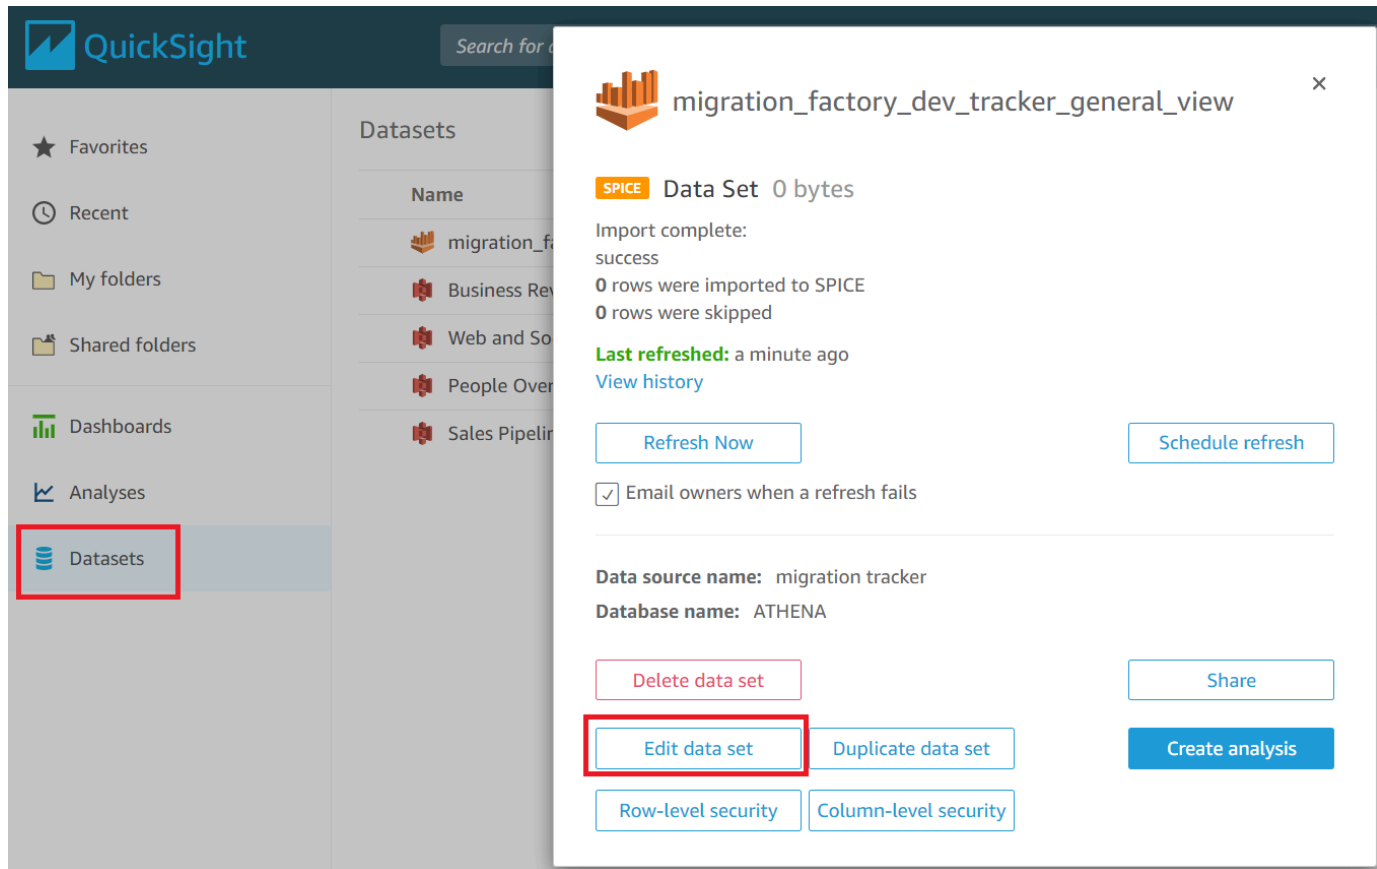 QuickSight
Search for
Favorites
Recent
My folders
Shared folders
Dashboards
Analyses
Datasets
Datasets
Name
migration_fa
Business Rev
Web and So
People Over
Sales Pipelin
migration_factory_dev_tracker_general_view
SPICE Data Set 0 bytes
Import complete:
success
0 rows were imported to SPICE
0 rows were skipped
Last refreshed: a minute ago
View history
Refresh Now
Schedule refresh
Email owners when a refresh fails
Data source name: migration tracker
Database name: ATHENA
Delete data set
Share
Edit data set
Duplicate data set
Create analysis
Row-level security
Column-level security